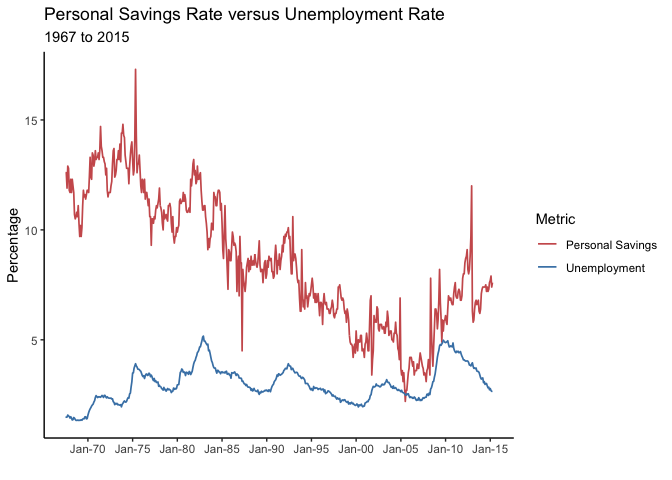 Personal Savings Rate versus Unemployment Rate
1967 to 2015
Percentage
15
10
5
Jan-70 Jan-75 Jan-80 Jan-85 Jan-90 Jan-95 Jan-00 Jan-05 Jan-10 Jan-15
Metric
Personal Savings
Unemployment